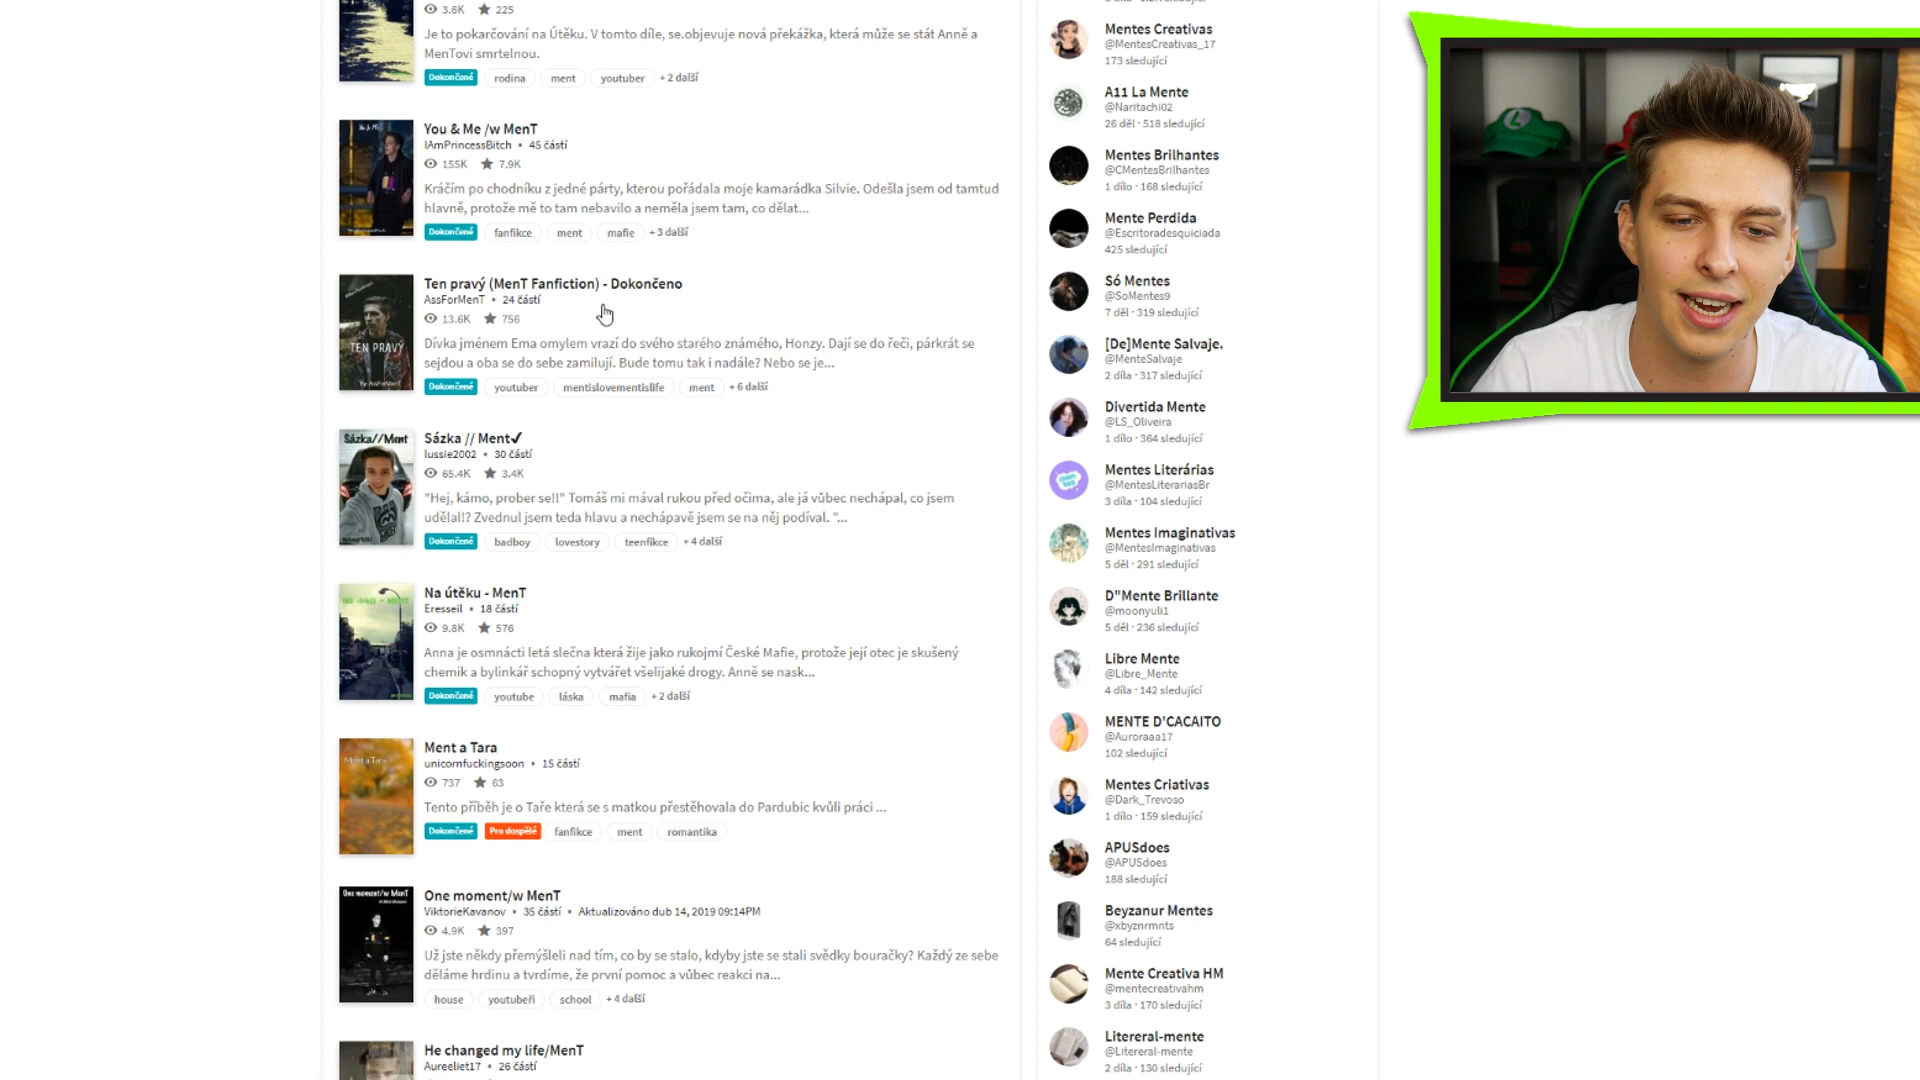 3.6K 225
Je to pokarčování na Útěku. V tomto díle, se.objevuje nová překážka, která může se stát Anně a
MenTovi smrtelnou.
Dokončené rodina ment youtuber + 2 další
You & Me /w MenT
IAmPrincessBitch • 45 částí
155K 7.9K
Kráčím po chodníku z jedné párty, kterou pořádala moje kamarádka Silvie. Odešla jsem od tamtud
hlavně, protože mě to tam nebavilo a neměla jsem tam, co dělat...
Dokončené fanfikce ment mafie + 3 další
Ten pravý (MenT Fanfiction) - Dokončeno
AssForMenT • 24 částí
13.6K 756
Dívka jménem Ema omylem vrazí do svého starého známého, Honzy. Dají se do řeči, párkrát se
sejdou a oba se do sebe zamilují. Bude tomu tak i nadále? Nebo se je...
TEN PRAVÝ
Dokončené youtuber mentislovementislife ment + 6 další
Sázka//Ment
Sázka // Ment✔
lussie2002 • 30 částí
65.4K 3.4K
"Hej, kámo, prober se!!" Tomáš mi mával rukou před očima, ale já vůbec nechápal, co jsem
udělal!? Zvednul jsem teda hlavu a nechápavě jsem se na něj podíval. "...
Dokončené badboy lovestory teenfikce + 4 další
Na útěku - MenT
Eresseil • 18 částí
9.8K 576
Anna je osmnácti letá slečna která žije jako rukojmí České Mafie, protože její otec je skušený
chemik a bylinkář schopný vytvářet všelijaké drogy. Anně se nask...
Dokončené youtube láska mafia + 2 další
Ment a Tara
Ment a Tara
unicornfuckingsoon • 15 částí
737 63
Tento příběh je o Taře která se s matkou přestěhovala do Pardubic kvůli práci ...
Dokončené Pro dospělé fanfikce ment romantika
One moment/w MenT
One moment/w MenT
ViktorieKavanov • 35 částí • Aktualizováno dub 14, 2019 09:14PM
4.9K 397
Už jste někdy přemýšleli nad tím, co by se stalo, kdyby jste se stali svědky bouračky? Každý ze sebe
děláme hrdinu a tvrdíme, že první pomoc a vůbec reakci na...
house youtubeři school + 4 další
He changed my life/MenT
Aureeliet17 • 26 částí
Mentes Creativas
@MentesCreativas_17
173 sledující
A11 La Mente
@Naritachi02
26 děl · 518 sledující
Mentes Brilhantes
@CMentesBrilhantes
1 dílo · 168 sledující
Mente Perdida
@Escritoradesquiciada
425 sledující
Só Mentes
@SoMentes9
7 děl · 319 sledující
[De]Mente Salvaje.
@MenteSalvaje
2 díla · 317 sledující
Divertida Mente
@LS_Oliveira
1 dílo · 364 sledující
Mentes Literárias
@MentesLiterariasBr
3 díla · 104 sledující
Mentes Imaginativas
@MentesImaginativas
5 děl · 291 sledující
D"Mente Brillante
@moonyuli1
5 děl · 236 sledující
Libre Mente
@Libre_Mente
4 díla · 142 sledující
MENTE D'CACAITO
@Auroraaa17
102 sledující
Mentes Criativas
@Dark_Trevoso
1 dílo · 159 sledující
APUSdoes
@APUSdoes
188 sledující
Beyzanur Mentes
@xbyznrmnts
64 sledující
Mente Creativa HM
@mentecreativahm
3 díla · 170 sledující
Litereral-mente
@Litereral-mente
2 díla · 130 sledující
L